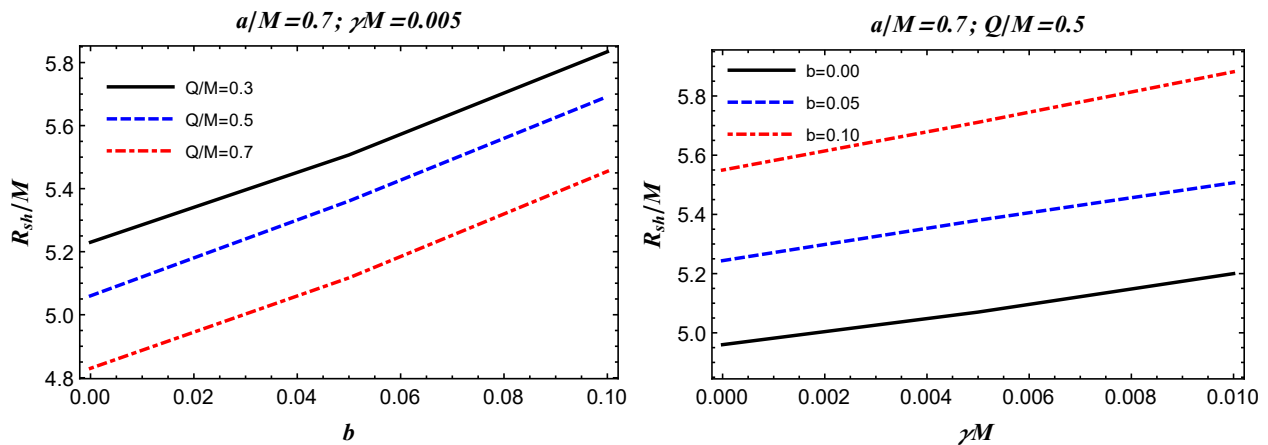 a/M=0.7; γM=0.005
R_sh/M
5.8
5.6
5.4
5.2
5.0
4.8
Q/M=0.3
Q/M=0.5
Q/M=0.7
0.00 0.02 0.04 0.06 0.08 0.10
b
a/M=0.7; Q/M=0.5
R_sh/M
5.8
5.6
5.4
5.2
5.0
b=0.00
b=0.05
b=0.10
0.000 0.002 0.004 0.006 0.008 0.010
γM